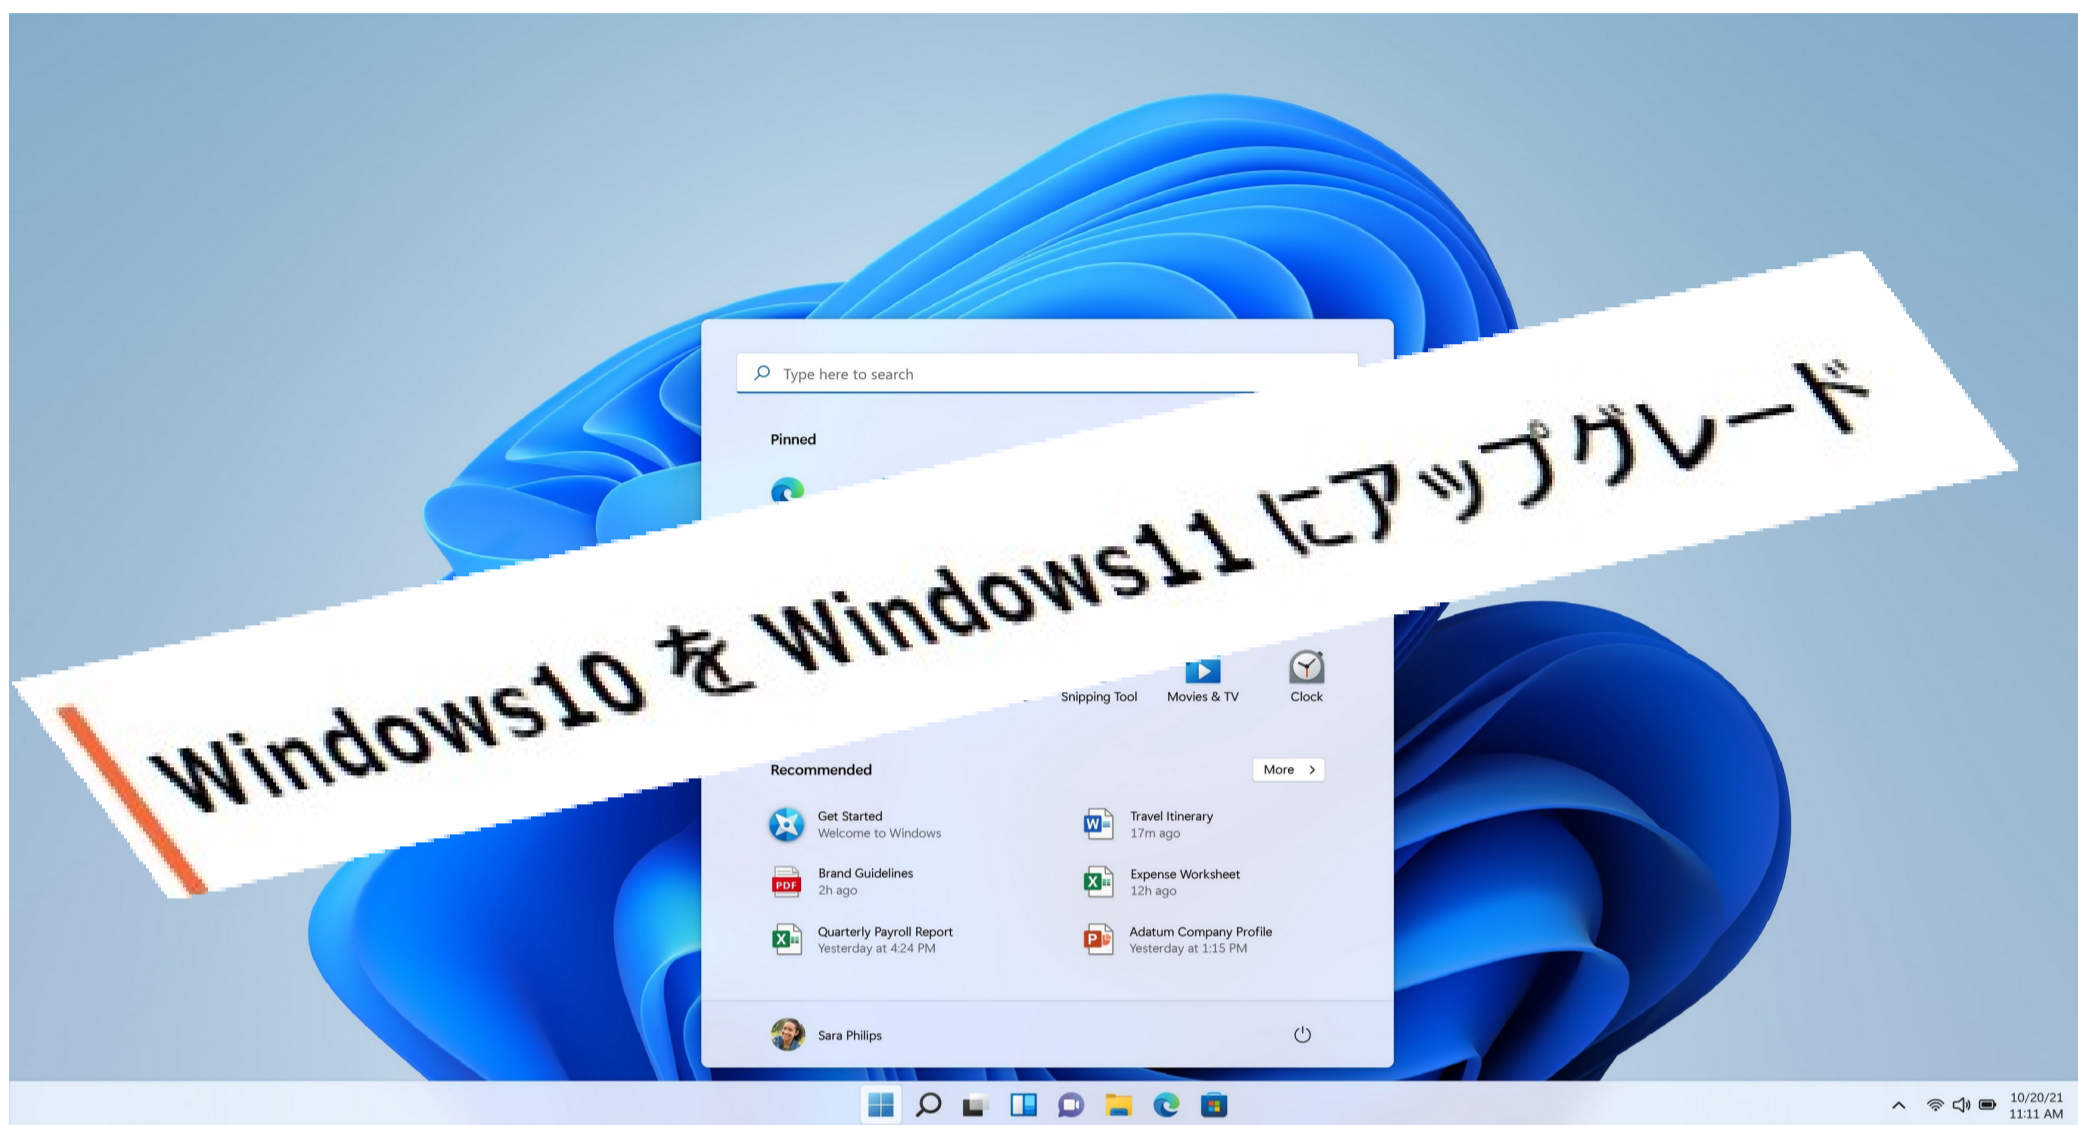 Type here to search
Pinned
Windows10 を Windows11 にアップグレード
Snipping Tool
Movies & TV
Clock
Recommended
More
Get Started
Welcome to Windows
Travel Itinerary
17m ago
Brand Guidelines
2h ago
Expense Worksheet
12h ago
Quarterly Payroll Report
Yesterday at 4:24 PM
Adatum Company Profile
Yesterday at 1:15 PM
Sara Philips
10/20/21
11:11 AM